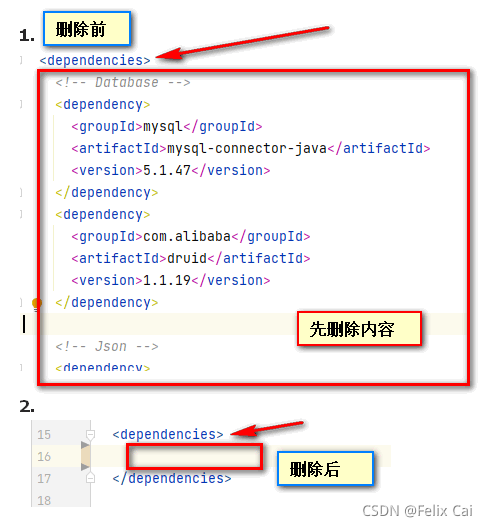 1. 删除前
<dependencies>
<!-- Database -->
<dependency>
<groupId>mysql</groupId>
<artifactId>mysql-connector-java</artifactId>
<version>5.1.47</version>
</dependency>
<dependency>
<groupId>com.alibaba</groupId>
<artifactId>druid</artifactId>
<version>1.1.19</version>
</dependency>
先删除内容
<!-- Json -->
<dependency>
2.
15 <dependencies>
16
删除后
17 </dependencies>
18
CSDN @Felix Cai